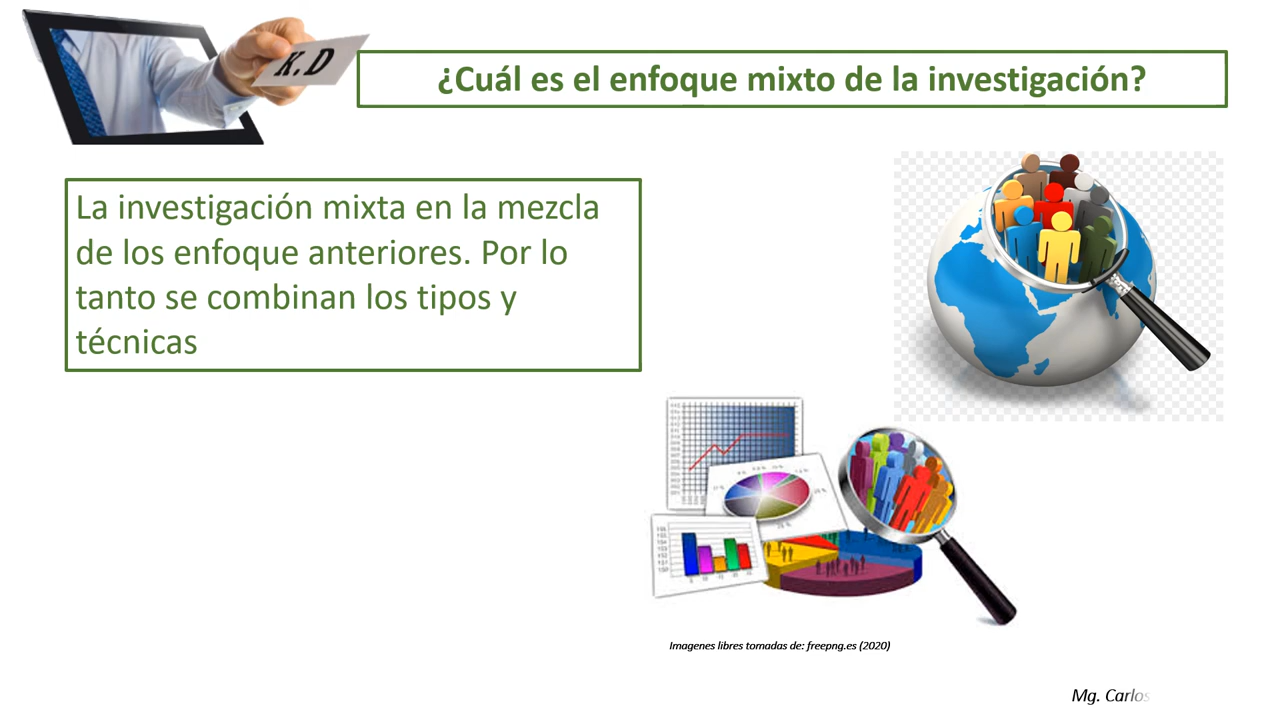 K.D
¿Cuál es el enfoque mixto de la investigación?
La investigación mixta en la mezcla
de los enfoque anteriores. Por lo
tanto se combinan los tipos y
técnicas
Imagenes libres tomadas de: freepng.es (2020)
Mg. Carlos